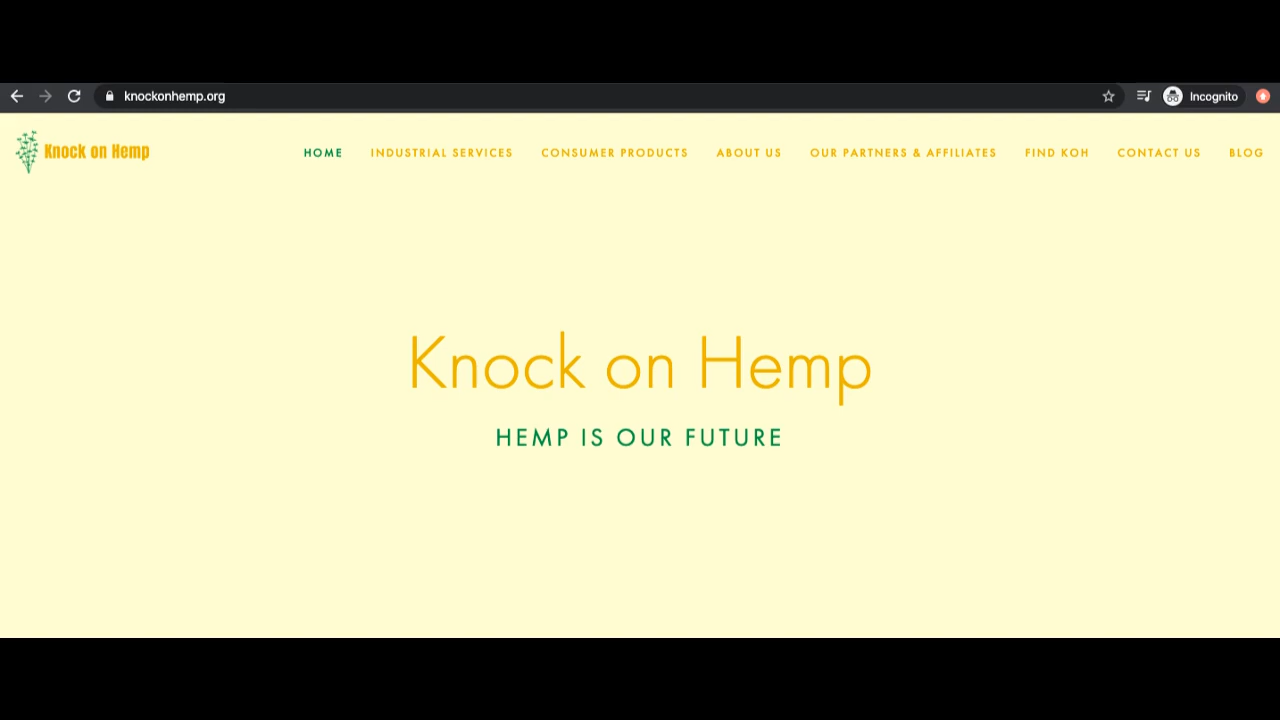 knockonhemp.org
Incognito
Knock on Hemp
HOME INDUSTRIAL SERVICES CONSUMER PRODUCTS ABOUT US OUR PARTNERS & AFFILIATES FIND KOH CONTACT US BLOG
Knock on Hemp
HEMP IS OUR FUTURE